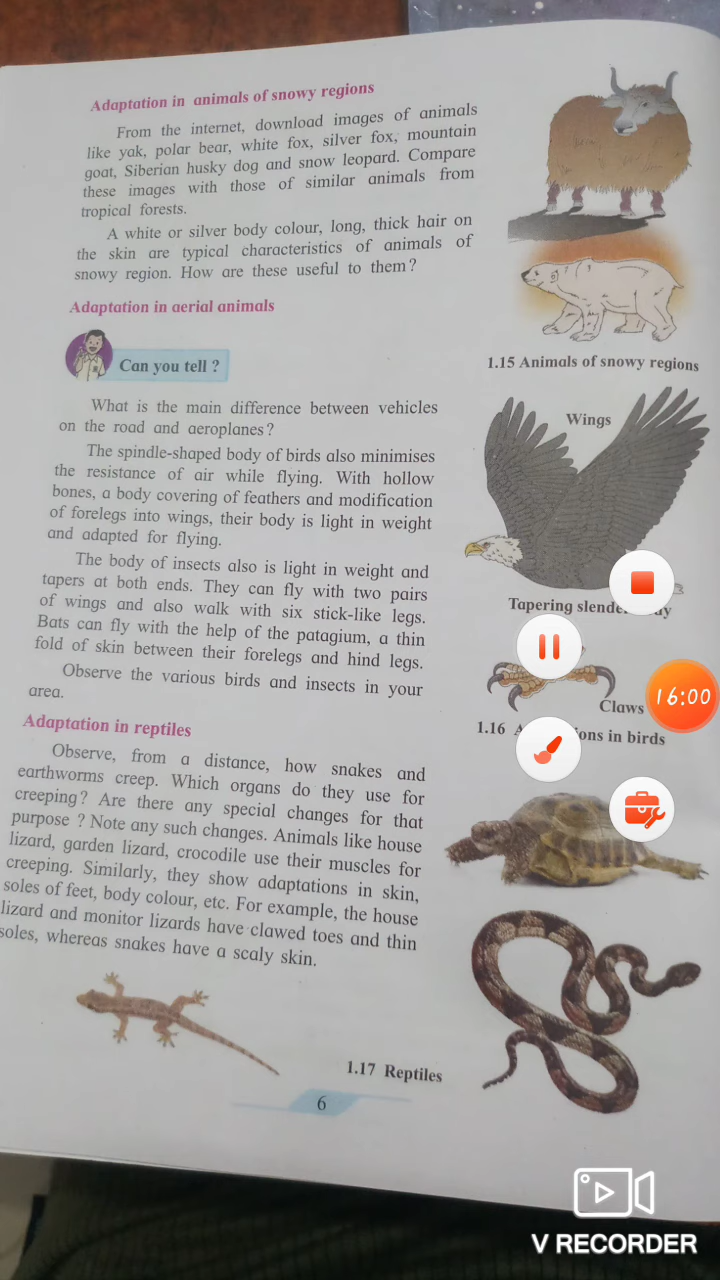 Adaptation in animals of snowy regions
From the internet, download images of animals
like yak, polar bear, white fox, silver fox, mountain
goat, Siberian husky dog and snow leopard. Compare
these images with those of similar animals from
tropical forests.
A white or silver body colour, long, thick hair on
the skin are typical characteristics of animals of
snowy region. How are these useful to them?
Adaptation in aerial animals
Can you tell ?
What is the main difference between vehicles
on the road and aeroplanes?
The spindle-shaped body of birds also minimises
the resistance of air while flying. With hollow
bones, a body covering of feathers and modification
of forelegs into wings, their body is light in weight
and adapted for flying.
The body of insects also is light in weight and
tapers at both ends. They can fly with two pairs
of wings and also walk with six stick-like legs.
Bats can fly with the help of the patagium, a thin
fold of skin between their forelegs and hind legs.
Observe the various birds and insects in your
area.
Adaptation in reptiles
Observe, from a distance, how snakes and
earthworms creep. Which organs do they use for
creeping? Are there any special changes for that
purpose ? Note any such changes. Animals like house
lizard, garden lizard, crocodile use their muscles for
creeping. Similarly, they show adaptations in skin,
soles of feet, body colour, etc. For example, the house
lizard and monitor lizards have clawed toes and thin
soles, whereas snakes have a scaly skin.
1.15 Animals of snowy regions
Wings
Tapering
Claws
16:00
1.16
in birds
1.17 Reptiles
6
V RECORDER